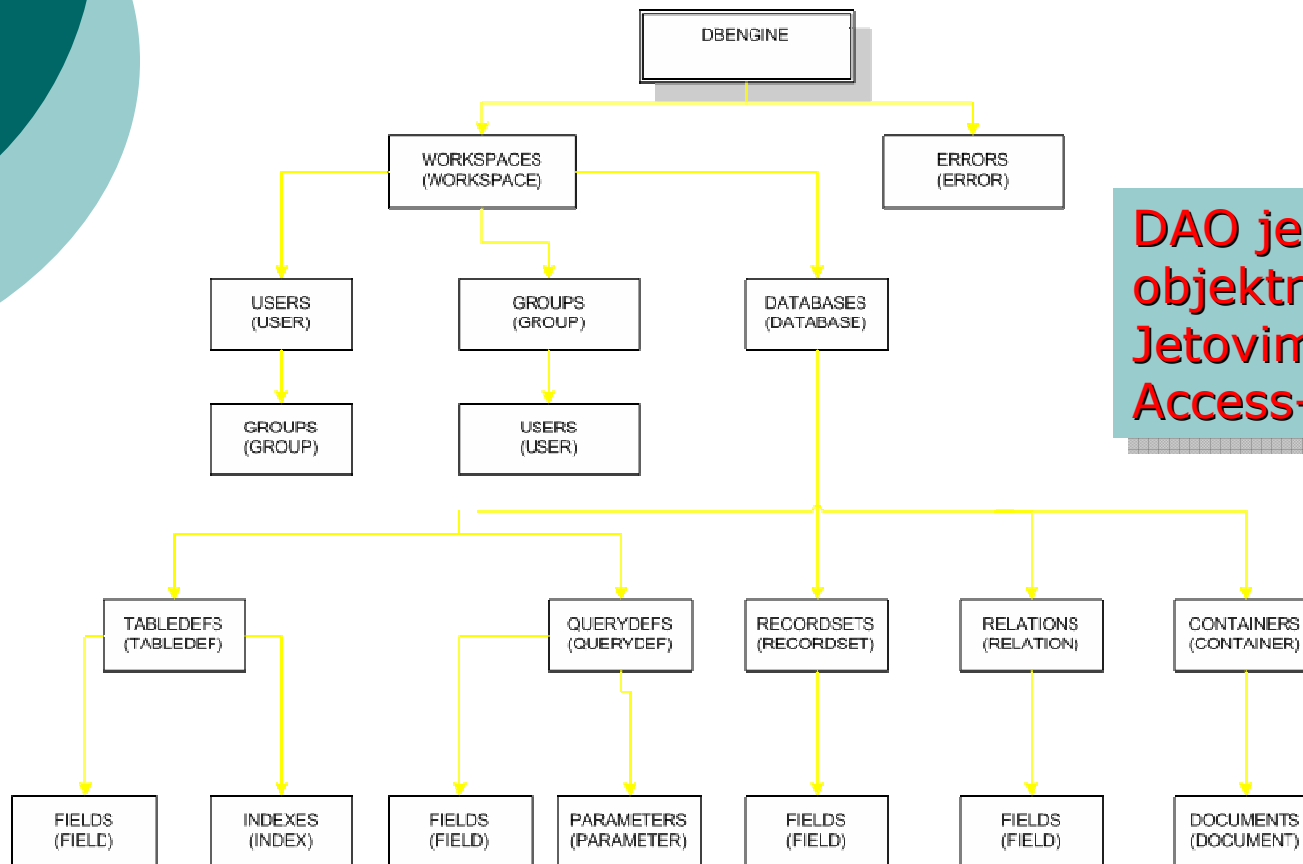 DBENGINE
WORKSPACES
(WORKSPACE)
ERRORS
(ERROR)
DAO je
Jetovim
Access-
USERS
(USER)
GROUPS
(GROUP)
DATABASES
(DATABASE)
GROUPS
(GROUP)
USERS
(USER)
TABLEDEFS
(TABLEDEF)
QUERYDEFS
(QUERYDEF)
RECORDSETS
(RECORDSET)
RELATIONS
(RELATION)
CONTAINERS
(CONTAINER)
FIELDS
(FIELD)
INDEXES
(INDEX)
FIELDS
(FIELD)
PARAMETERS
(PARAMETER)
FIELDS
(FIELD)
FIELDS
(FIELD)
DOCUMENTS
(DOCUMENT)